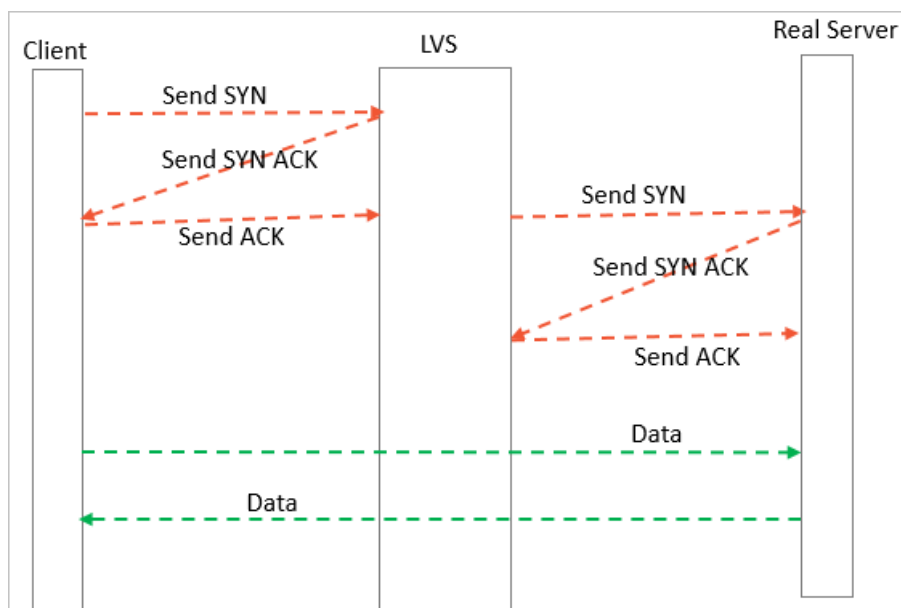 Client
LVS
Real Server
Send SYN
Send SYN ACK
Send ACK
Send SYN
Send SYN ACK
Send ACK
Data
Data